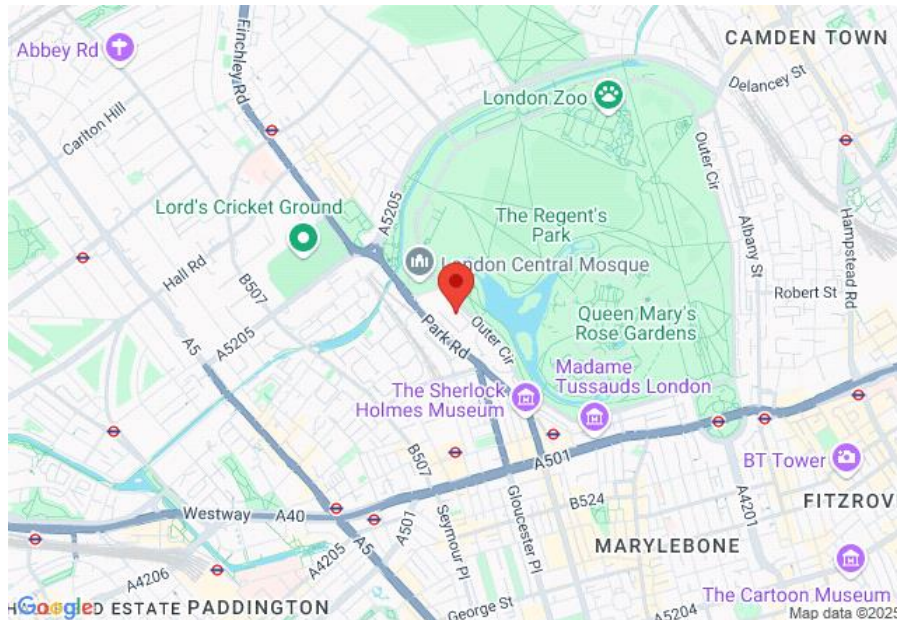 Abbey Rd
Finchley Rd
CAMDEN TOWN
Delancey St
London Zoo
Carlton Hill
Outer Cir
A5205
Lord's Cricket Ground
The Regent's
Park
Albany St
Hampstead Rd
Hall Rd
B507
London Central Mosque
Robert St
A5
A5205
Park Rd
Outer Cir
Queen Mary's
Rose Gardens
Madame
Tussauds London
The Sherlock
Holmes Museum
B507
A501
BT Tower
Westway
A40
A501
Seymour Pl
Gloucester Pl
B524
A4201
FITZROV
MARYLEBONE
A4206
A4205
A5
The Cartoon Museum
Google
D ESTATE
PADDINGTON
George St
A5204
Map data ©2025